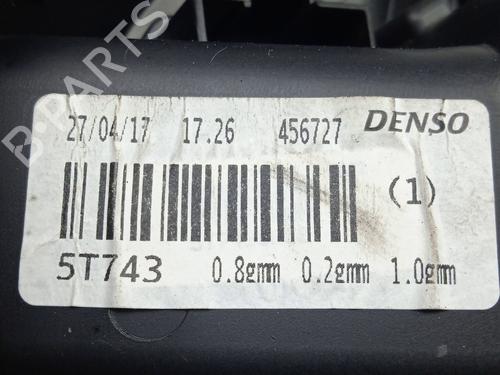 B-PARTS
27/04/17 17.26 456727 DENSO
(1)
5T743 0.8gmm 0.2gmm 1.0gmm